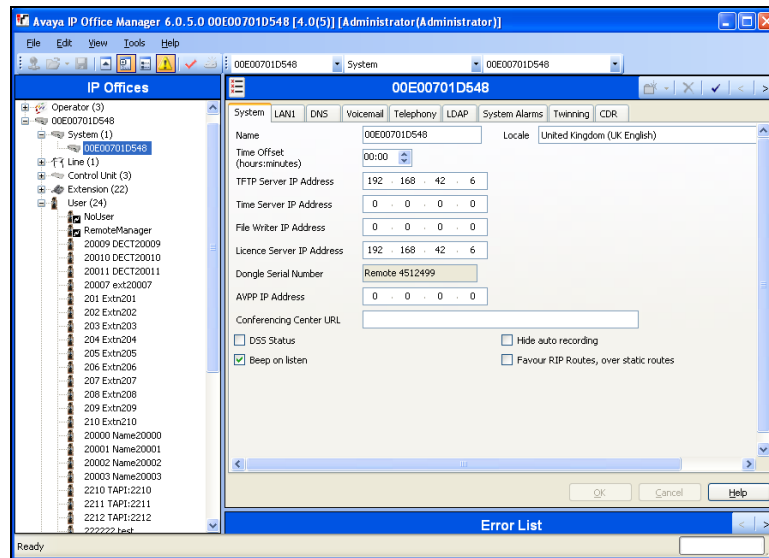 Avaya IP Office Manager 6.0.5.0 00E00701D548 [4.0(5)] [Administrator(Administrator)]
File Edit View Tools Help
00E00701D548 System 00E00701D548
IP Offices
Operator (3)
00E00701D548
System (1)
00E00701D548
Line (1)
Control Unit (3)
Extension (22)
User (24)
NoUser
RemoteManager
20009 DECT20009
20010 DECT20010
20011 DECT20011
20007 ext20007
201 Extn201
202 Extn202
203 Extn203
204 Extn204
205 Extn205
206 Extn206
207 Extn207
208 Extn208
209 Extn209
210 Extn210
20000 Name20000
20001 Name20001
20002 Name20002
20003 Name20003
2210 TAPI:2210
2211 TAPI:2211
2212 TAPI:2212
222222 test
00E00701D548
System LAN1 DNS Voicemail Telephony LDAP System Alarms Twinning CDR
Name 00E00701D548 Locale United Kingdom (UK English)
Time Offset
(hours:minutes) 00:00
TFTP Server IP Address 192 . 168 . 42 . 6
Time Server IP Address 0 . 0 . 0 . 0
File Writer IP Address 0 . 0 . 0 . 0
Licence Server IP Address 192 . 168 . 42 . 6
Dongle Serial Number Remote 4512499
AVPP IP Address 0 . 0 . 0 . 0
Conferencing Center URL
DSS Status Hide auto recording
Beep on listen Favour RIP Routes, over static routes
OK Cancel Help
Error List
Ready